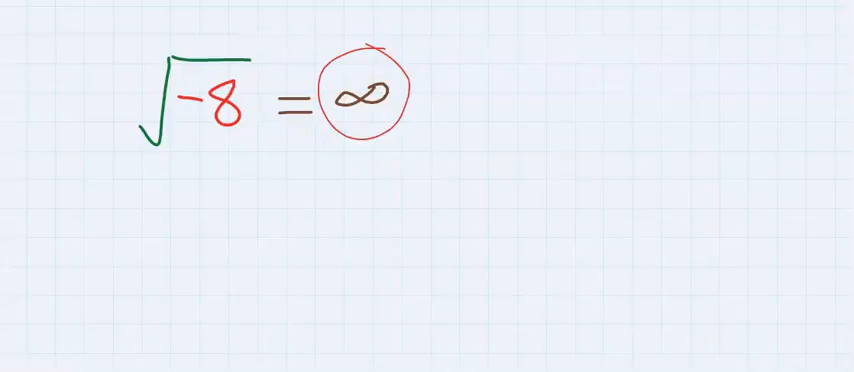 √-8 = ∞